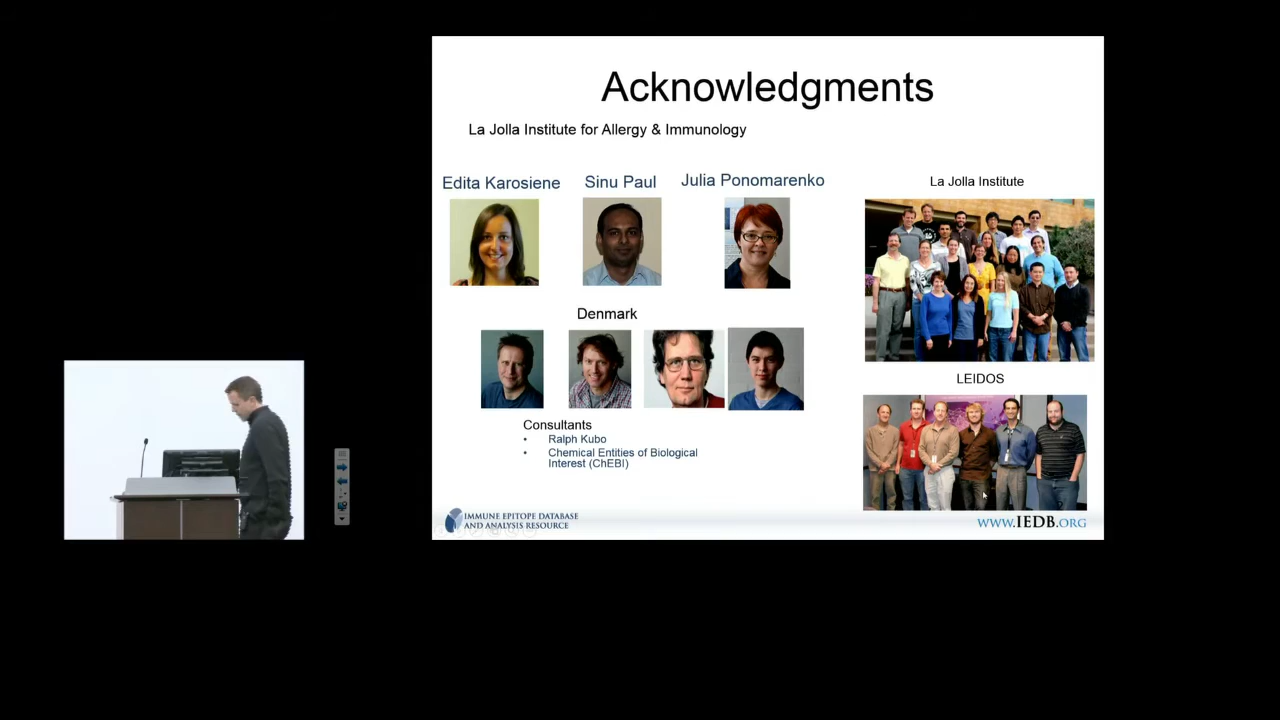 Acknowledgments
La Jolla Institute for Allergy & Immunology
Edita Karosiene
Sinu Paul
Julia Ponomarenko
La Jolla Institute
Denmark
LEIDOS
Consultants
• Ralph Kubo
• Chemical Entities of Biological
Interest (ChEBI)
IMMUNE EPITOPE DATABASE
AND ANALYSIS RESOURCE
WWW.IEDB.ORG